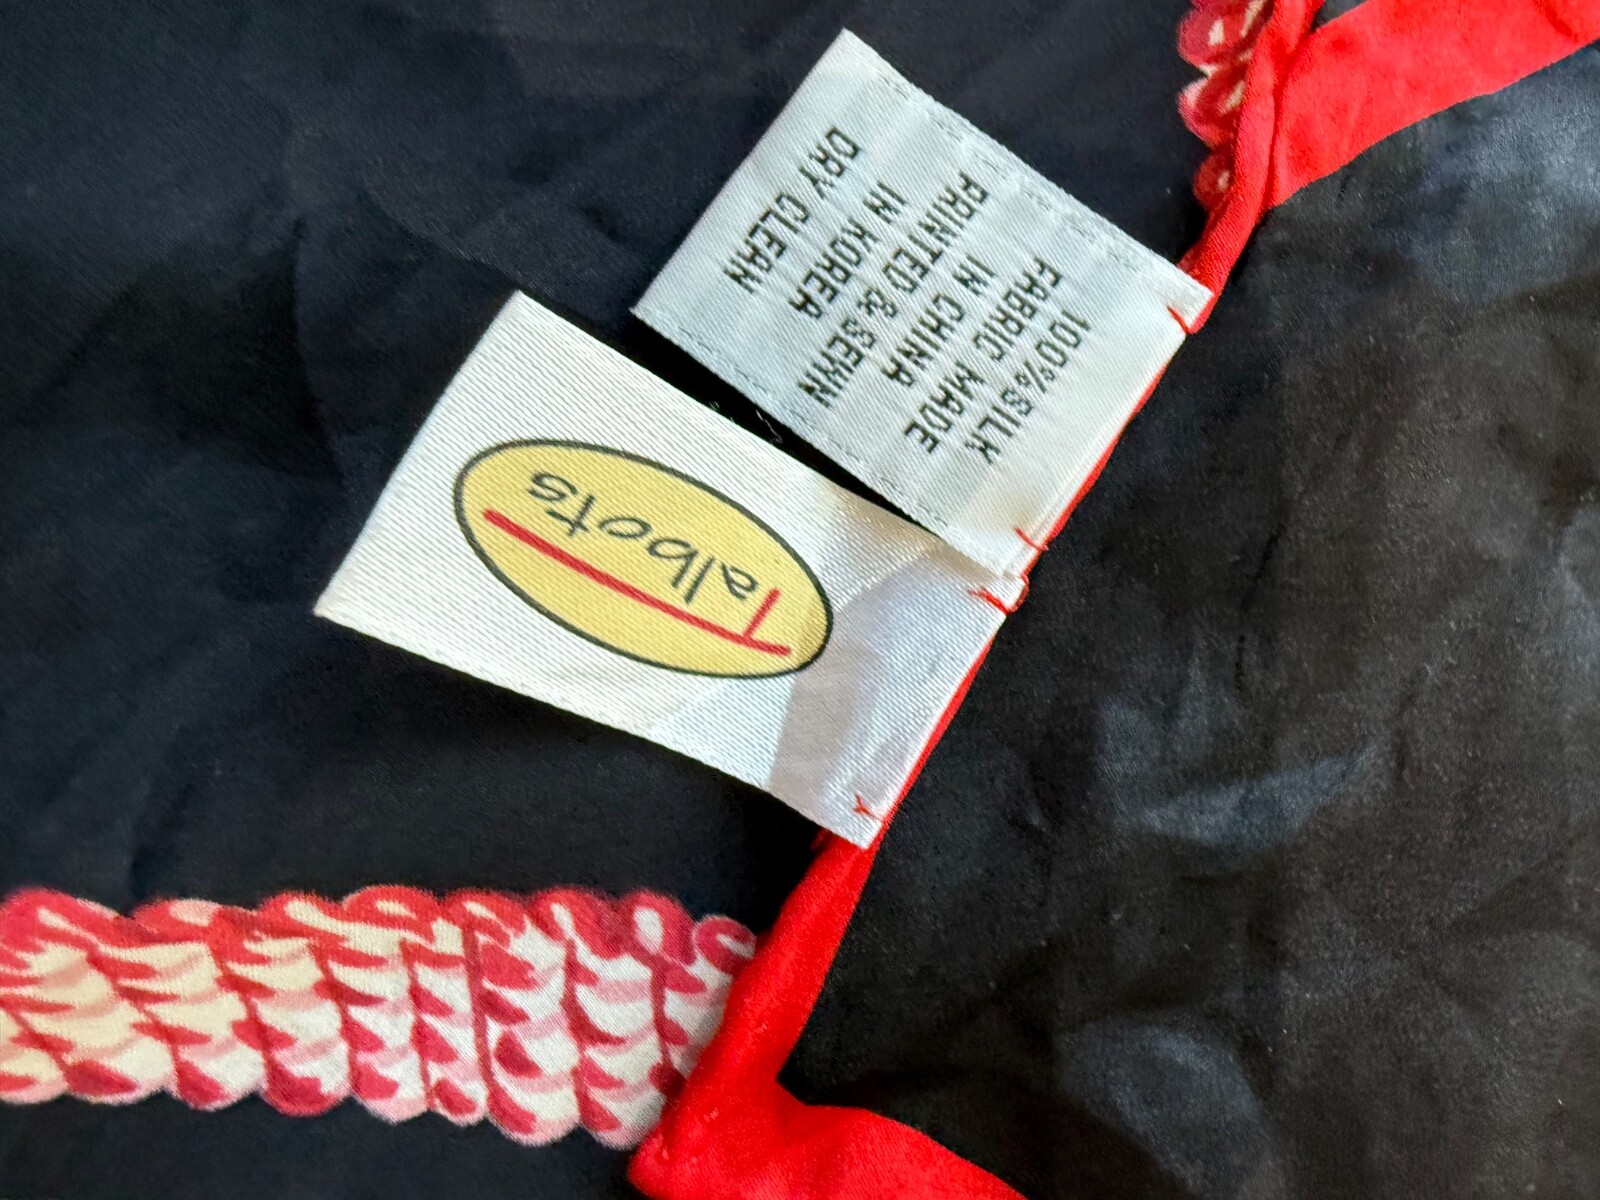 100% SILK
FABRIC MADE
IN CHINA
PRINTED & SEWN
IN KOREA
DRY CLEAN
Talbots